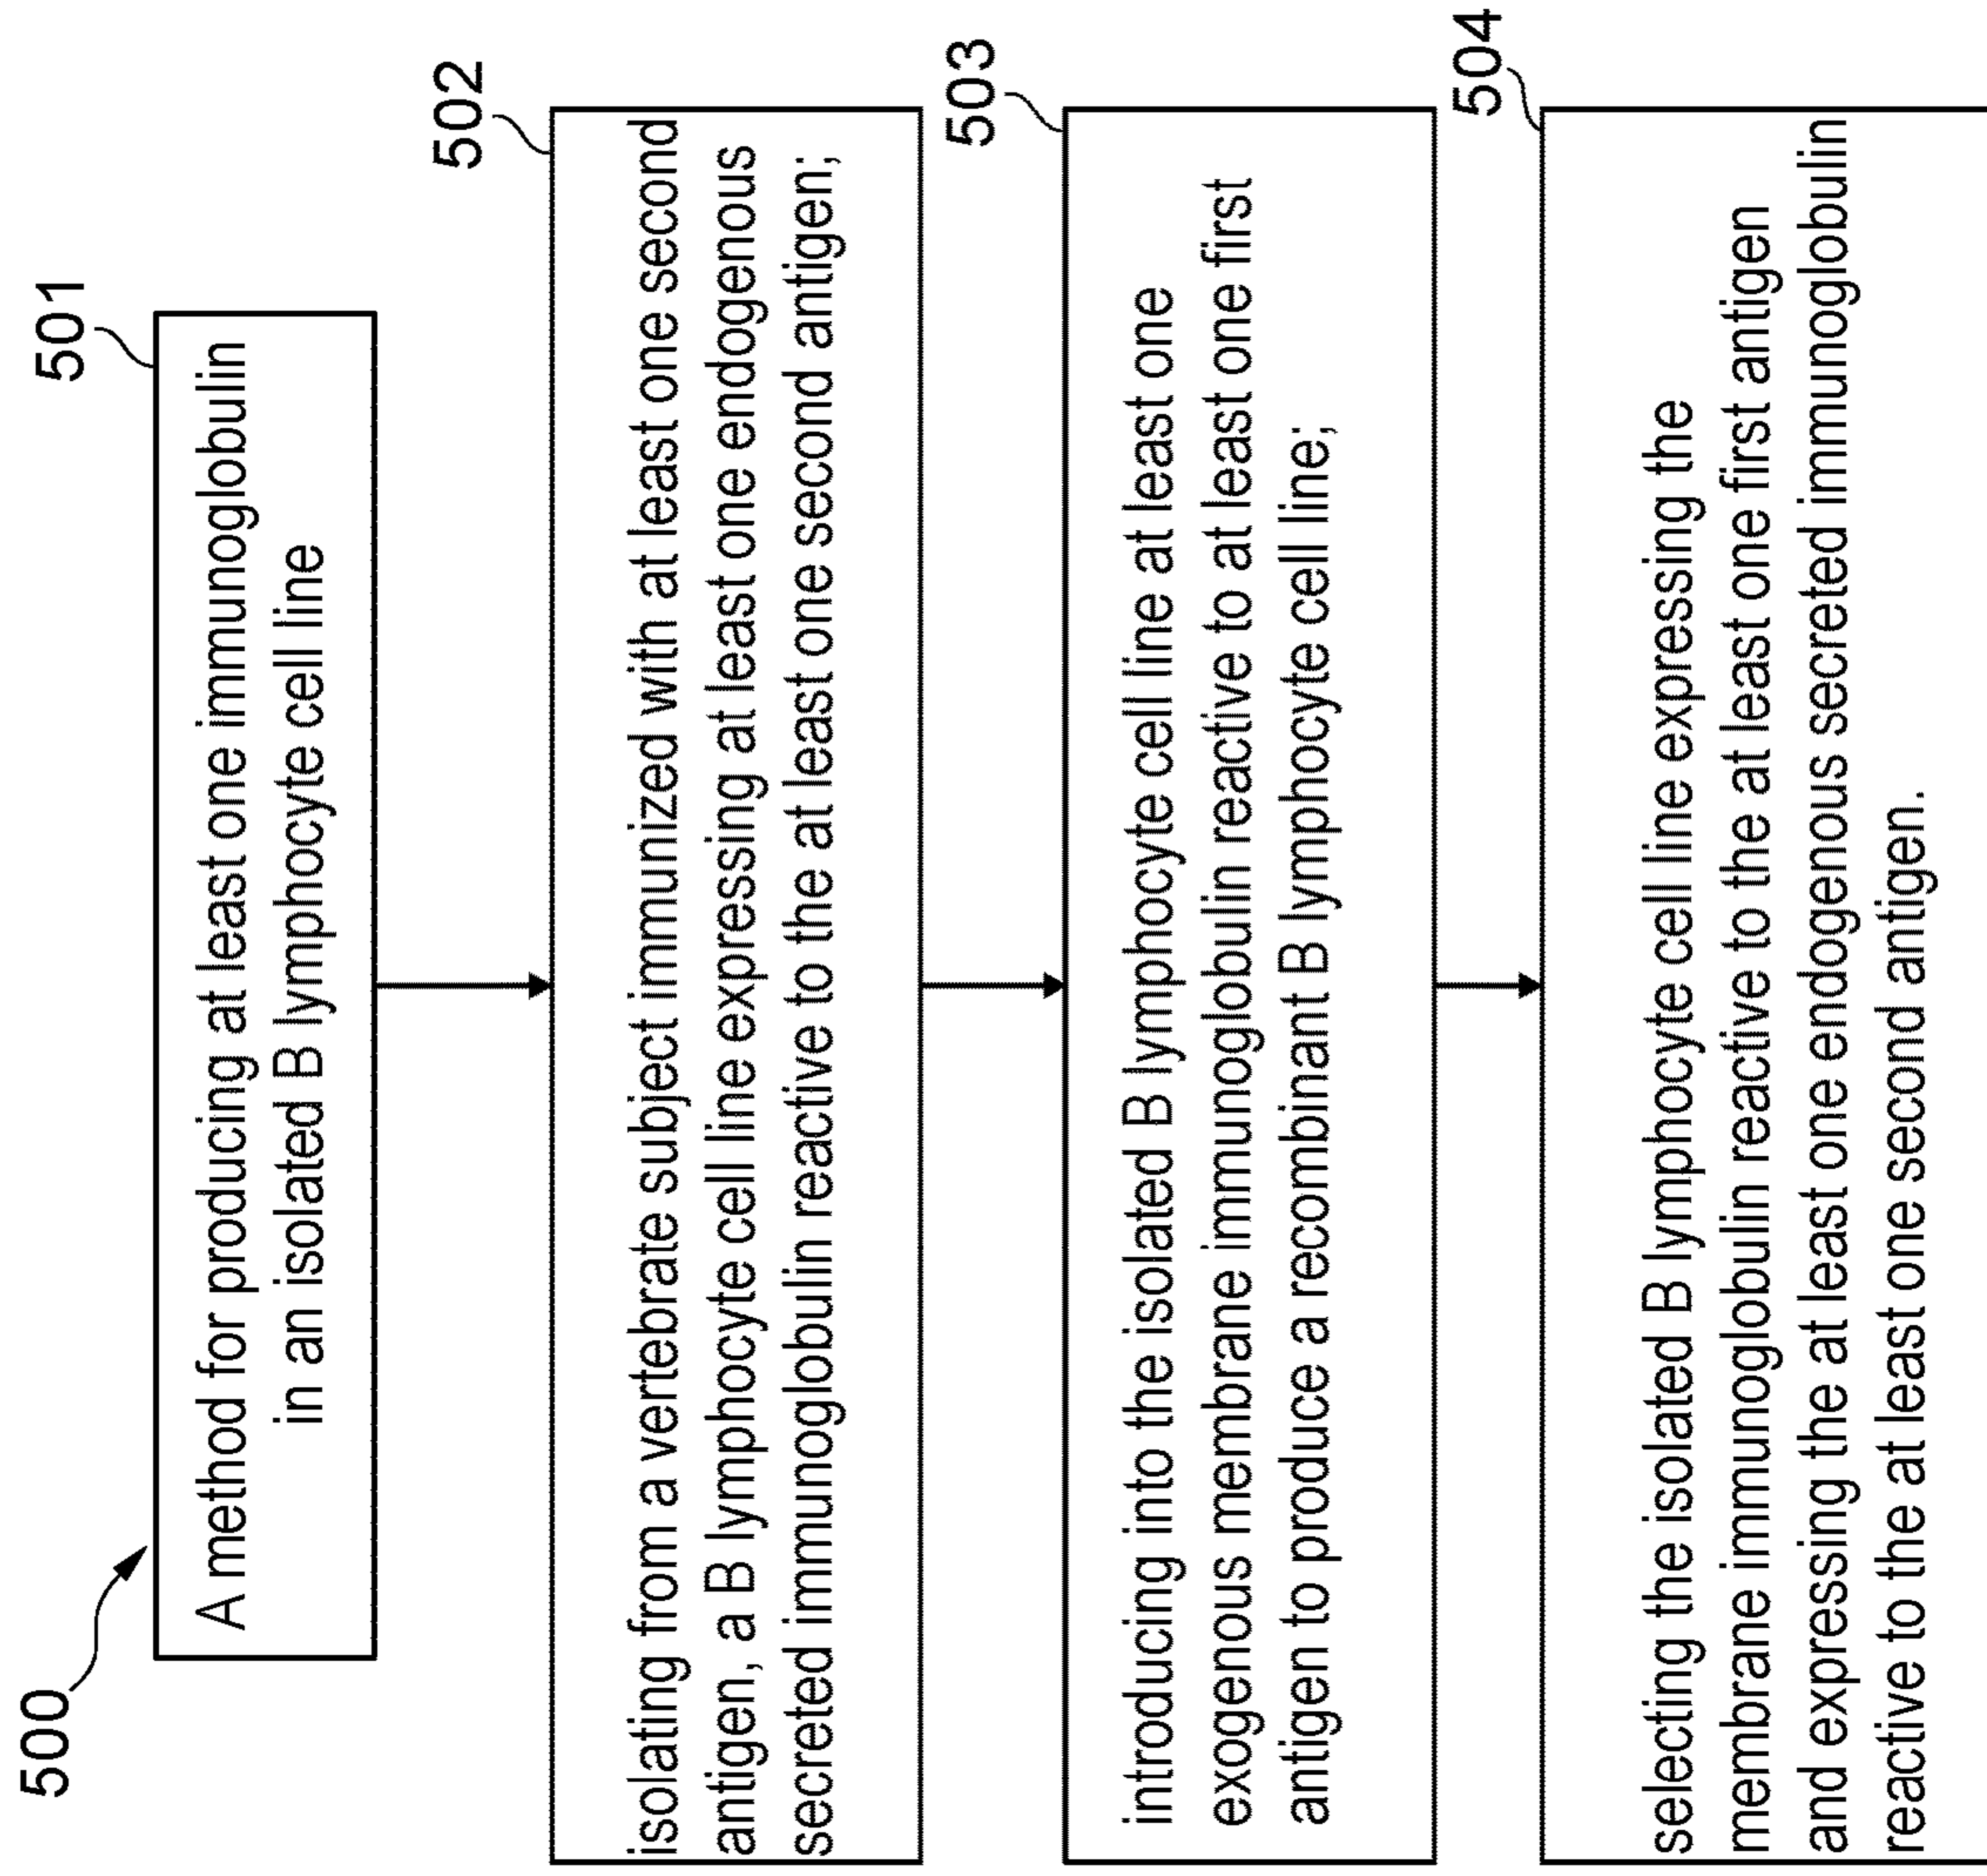 500
501
A method for producing at least one immunoglobulin
in an isolated B lymphocyte cell line
502
isolating from a vertebrate subject immunized with at least one second
antigen, a B lymphocyte cell line expressing at least one endogenous
secreted immunoglobulin reactive to the at least one second antigen;
503
introducing into the isolated B lymphocyte cell line at least one
exogenous membrane immunoglobulin reactive to at least one first
antigen to produce a recombinant B lymphocyte cell line;
504
selecting the isolated B lymphocyte cell line expressing the
membrane immunoglobulin reactive to the at least one first antigen
and expressing the at least one endogenous secreted immunoglobulin
reactive to the at least one second antigen.